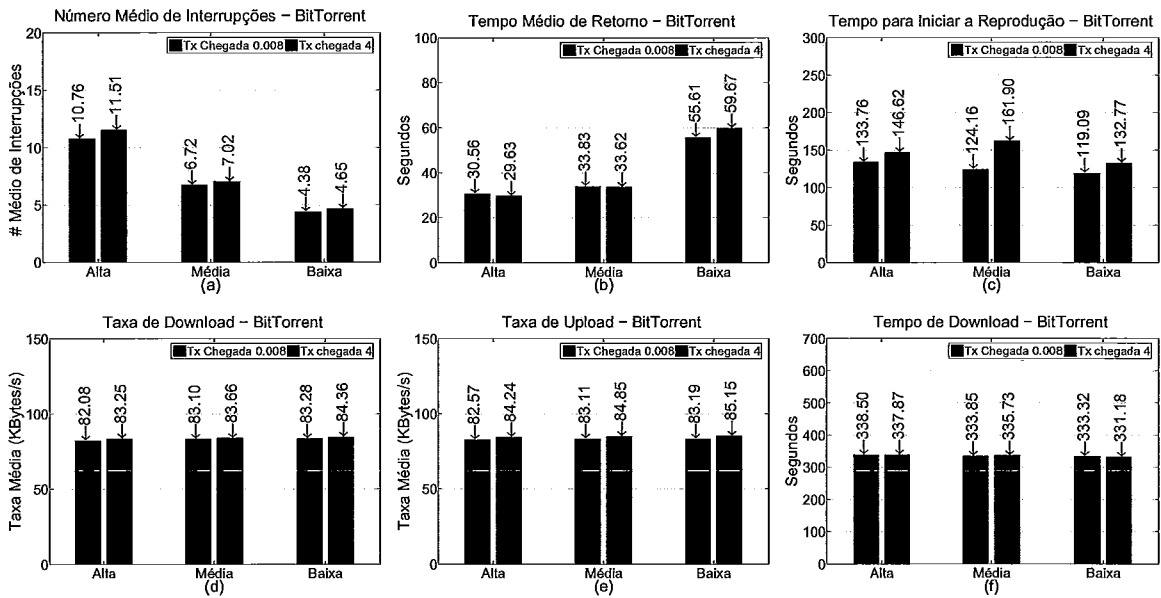 Número Médio de Interrupções – BitTorrent
20
15
10
5
0
# Médio de Interrupções
Tx Chegada 0.008 Tx chegada 4
10.76 11.51
6.72 7.02
4.38 4.65
Alta Média Baixa
(a)
Tempo Médio de Retorno – BitTorrent
100
80
60
40
20
0
Segundos
Tx Chegada 0.008 Tx chegada 4
30.56 29.63
33.83 33.62
55.61 59.67
Alta Média Baixa
(b)
Tempo para Iniciar a Reprodução – BitTorrent
300
250
200
150
100
50
0
Segundos
Tx Chegada 0.008 Tx chegada 4
133.76 146.62
124.16 161.90
119.09 132.77
Alta Média Baixa
(c)
Taxa de Download – BitTorrent
150
100
50
0
Taxa Média (KBytes/s)
Tx Chegada 0.008 Tx chegada 4
82.08 83.25
83.10 83.66
83.28 84.36
Alta Média Baixa
(d)
Taxa de Upload – BitTorrent
150
100
50
0
Taxa Média (KBytes/s)
Tx Chegada 0.008 Tx chegada 4
82.57 84.24
83.11 84.85
83.19 85.15
Alta Média Baixa
(e)
Tempo de Download – BitTorrent
700
600
500
400
300
200
100
0
Segundos
Tx Chegada 0.008 Tx chegada 4
338.50 337.87
333.85 335.73
333.32 331.18
Alta Média Baixa
(f)